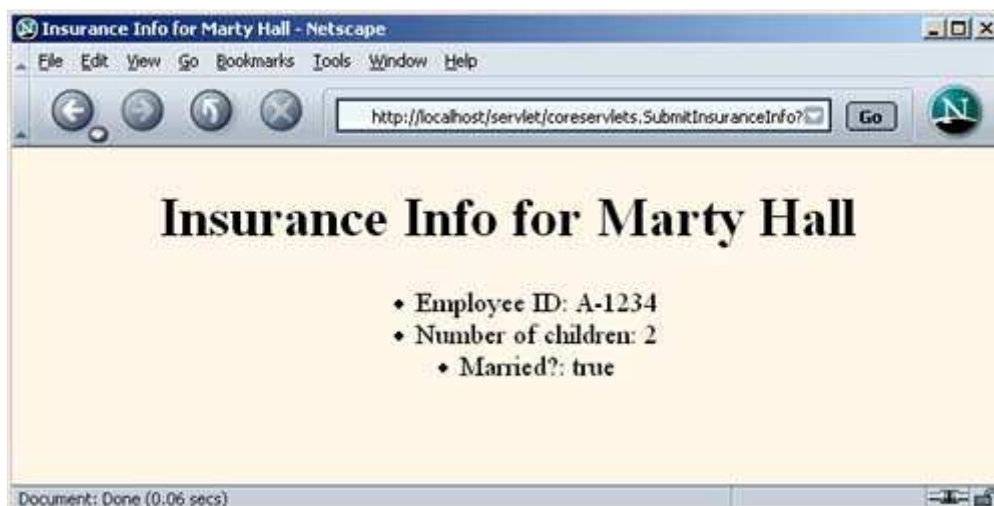 Insurance Info for Marty Hall - Netscape
File Edit View Go Bookmarks Tools Window Help
http://localhost/servlet/coreservlets.SubmitInsuranceInfo? Go N
Insurance Info for Marty Hall
• Employee ID: A-1234
• Number of children: 2
• Married?: true
Document: Done (0.06 secs)